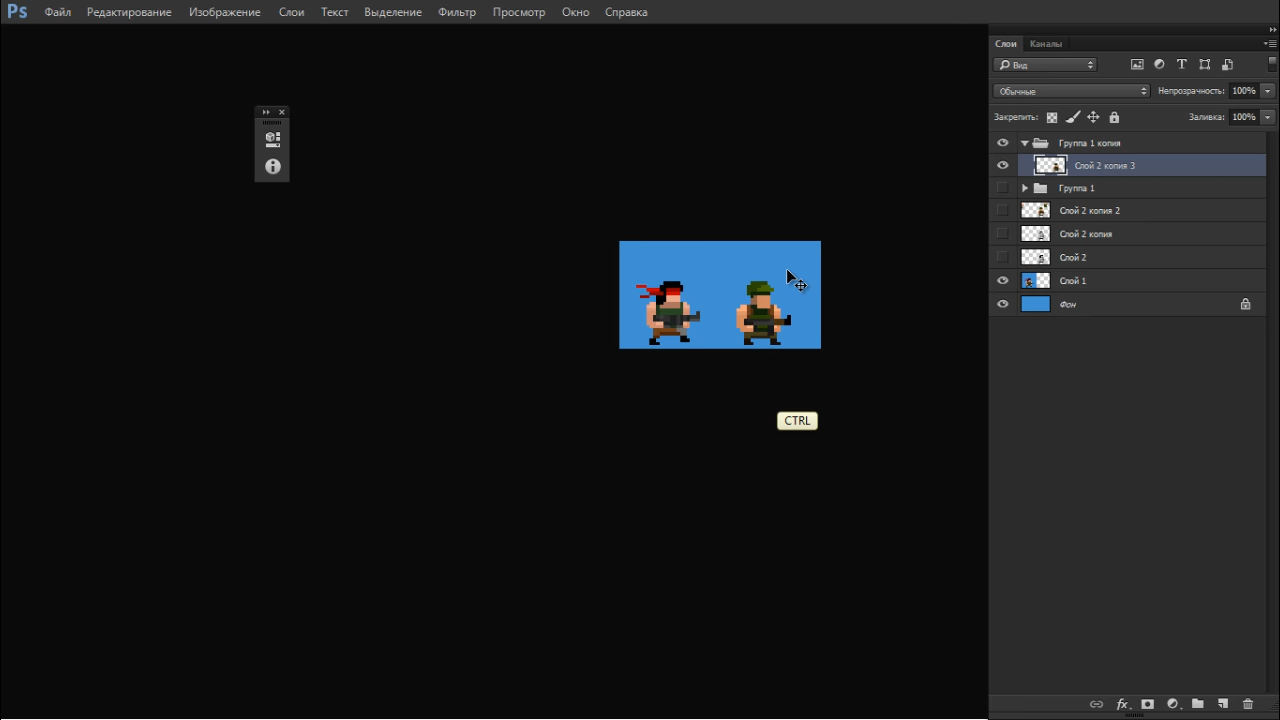 Ps Файл Редактирование Изображение Слои Текст Выделение Фильтр Просмотр Окно Справка
Слои Каналы
Вид
Обычные Непрозрачность: 100%
Закрепить: Заливка: 100%
Группа 1 копия
Слой 2 копия 3
Группа 1
Слой 2 копия 2
Слой 2 копия
Слой 2
Слой 1
Фон
CTRL
fx